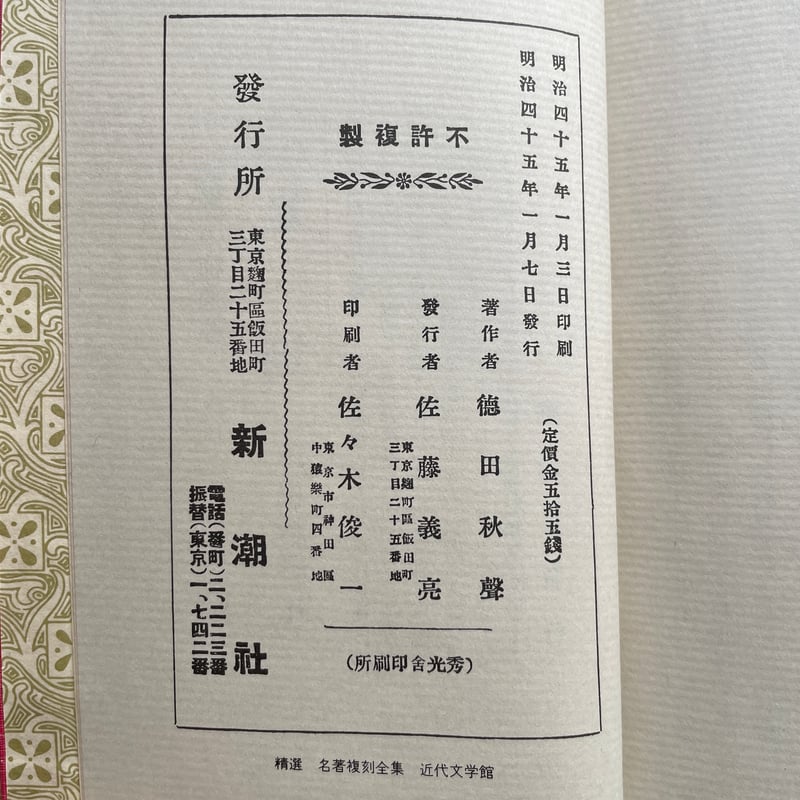 明治四十五年一月三日印刷
明治四十五年一月七日發行
(定價金五拾五錢)
不許複製
著作者 德田秋聲
發行者 佐藤義亮
東京麹町區飯田町
三丁目二十五番地
印刷者 佐々木俊一
東京市神田區
中猿樂町四番地
(秀光舍印刷所)
發行所
東京麹町區飯田町
三丁目二十五番地
新潮社
電話(番町)二、二二三番
振替(東京)一、七四二番
精選 名著複刻全集 近代文学館